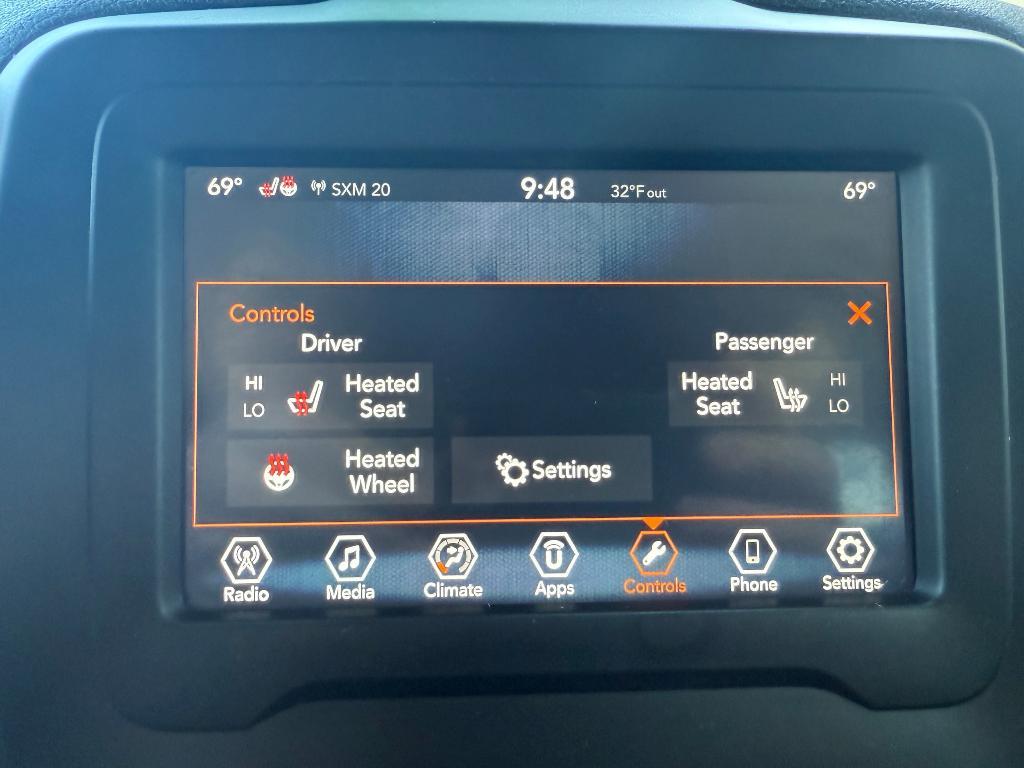 69° SXM 20 9:48 32°F out 69°
Controls
Driver Passenger
HI
LO
Heated
Seat
Heated
Seat
HI
LO
Heated
Wheel
Settings
Radio Media Climate Apps Controls Phone Settings